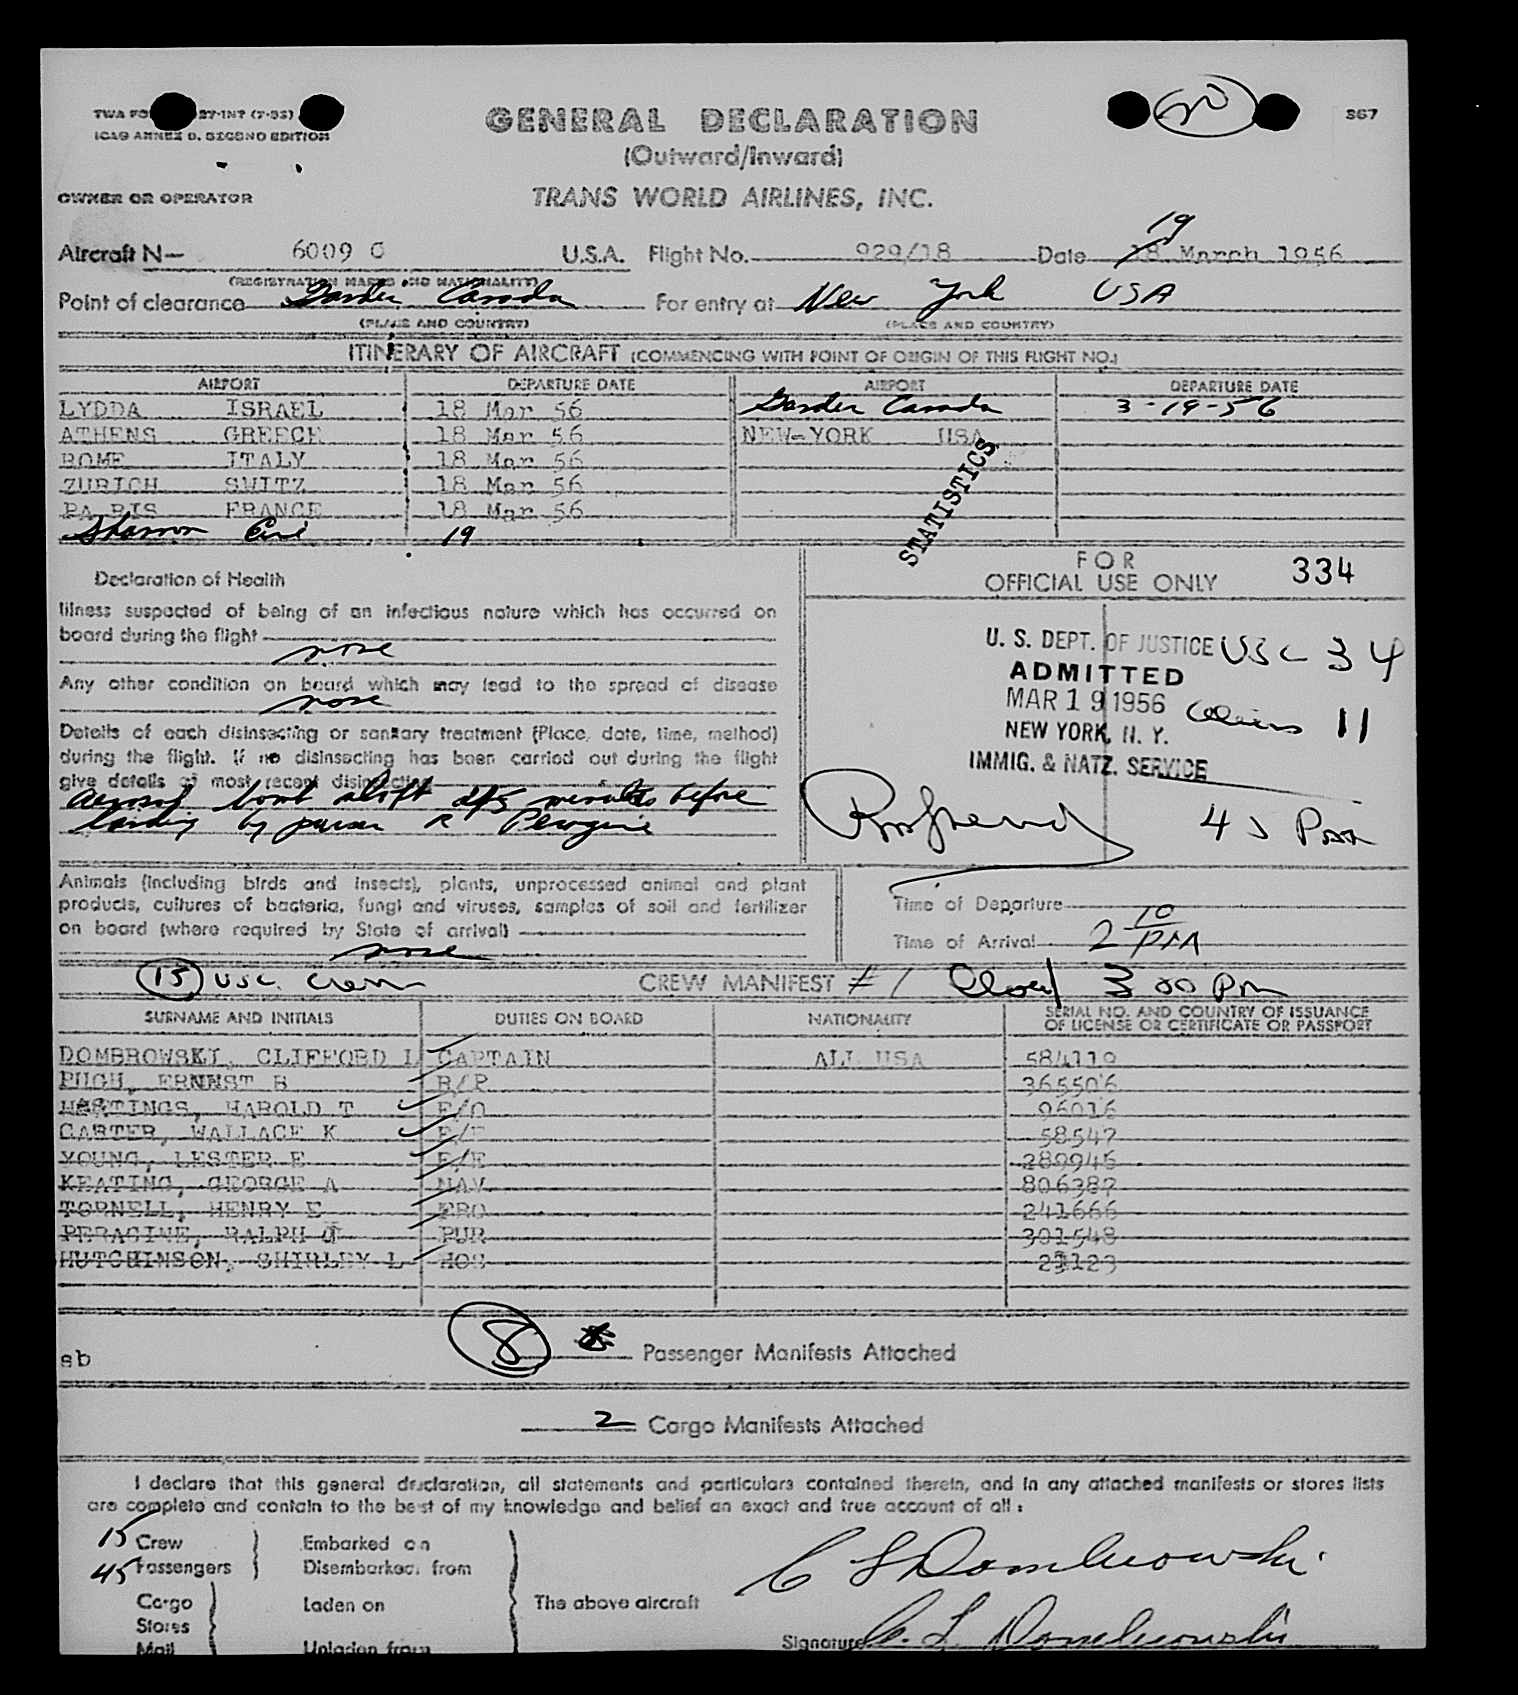 GENERAL DECLARATION
567
TWA 27-INT (7-53)
ICAO ANNEX 9, SECOND EDITION
(Outward/Inward)
OWNER OR OPERATOR
TRANS WORLD AIRLINES, INC.
19
Aircraft N— 6009 C U.S.A. Flight No. 929/18 Date 18 March 1956
(REGISTRATION MARKS AND NATIONALITY)
Point of clearance Gander Canada For entry at New York USA
(PLACE AND COUNTRY) (PLACE AND COUNTRY)
ITINERARY OF AIRCRAFT (COMMENCING WITH POINT OF ORIGIN OF THIS FLIGHT NO.)
AIRPORT DEPARTURE DATE AIRPORT DEPARTURE DATE
LYDDA ISRAEL 18 Mar 56 Gander Canada 3-19-56
ATHENS GREECE 18 Mar 56 NEW-YORK USA
ROME ITALY 18 Mar 56
ZURICH SWITZ 18 Mar 56
PA RIS FRANCE 18 Mar 56
Shannon Eire 19
STATISTICS
FOR
OFFICIAL USE ONLY 334
Declaration of Health
Illness suspected of being of an infectious nature which has occurred on
board during the flight
none
Any other condition on board which may lead to the spread of disease
none
Details of each disinsecting or sanitary treatment (Place, date, time, method)
during the flight. If no disinsecting has been carried out during the flight
give details of most recent disinsecting
aerosol bomb aloft 45 minutes before
landing by purser R Peragine
U. S. DEPT. OF JUSTICE USC 34
ADMITTED
MAR 19 1956 Aliens 11
NEW YORK, N. Y.
IMMIG. & NATZ. SERVICE
45 Pass
Animals (including birds and insects), plants, unprocessed animal and plant
products, cultures of bacteria, fungi and viruses, samples of soil and fertilizer
on board (where required by State of arrival)
none
Time of Departure
Time of Arrival 2 10 PM
15 USC. Crew CREW MANIFEST #1 Closed 3 00 Pm
SURNAME AND INITIALS DUTIES ON BOARD NATIONALITY SERIAL NO. AND COUNTRY OF ISSUANCE
OF LICENSE OR CERTIFICATE OR PASSPORT
DOMBROWSKI, CLIFFORD L CAPTAIN ALL USA 584119
PUGH, ERNNST B R/P 365506
HASTINGS, HAROLD T F/O 96016
CARTER, WALLACE K 58547
YOUNG, LESTER E F/E 289945
KEATING, GEORGE A NAV 806387
TORNELL, HENRY E FRO 241666
PERAGINE, RALPH PUR 301548
HUTCHINSON, SHIRLEY L HOS
8 Passenger Manifests Attached
sb
2 Cargo Manifests Attached
I declare that this general declaration, all statements and particulars contained therein, and in any attached manifests or stores lists
are complete and contain to the best of my knowledge and belief an exact and true account of all :
15 Crew Embarked on
45 Passengers Disembarked from
C L Dombrowski
Cargo Laden on The above aircraft
Stores
Mail Unladen from Signature C. L. Dombrowski